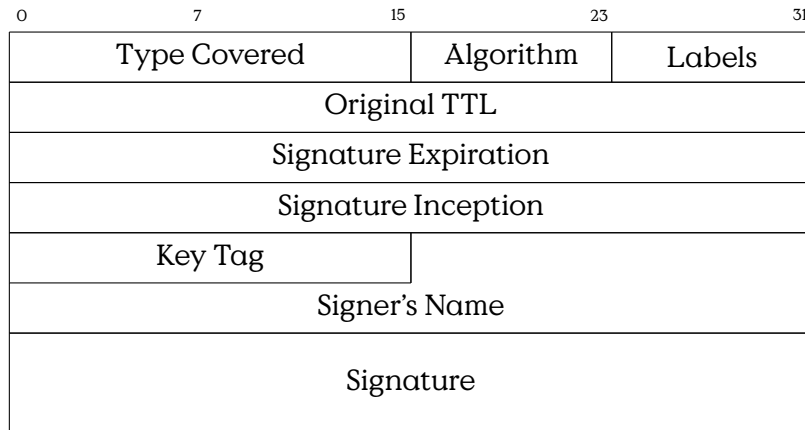 0 7 15 23 31
Type Covered Algorithm Labels
Original TTL
Signature Expiration
Signature Inception
Key Tag
Signer’s Name
Signature